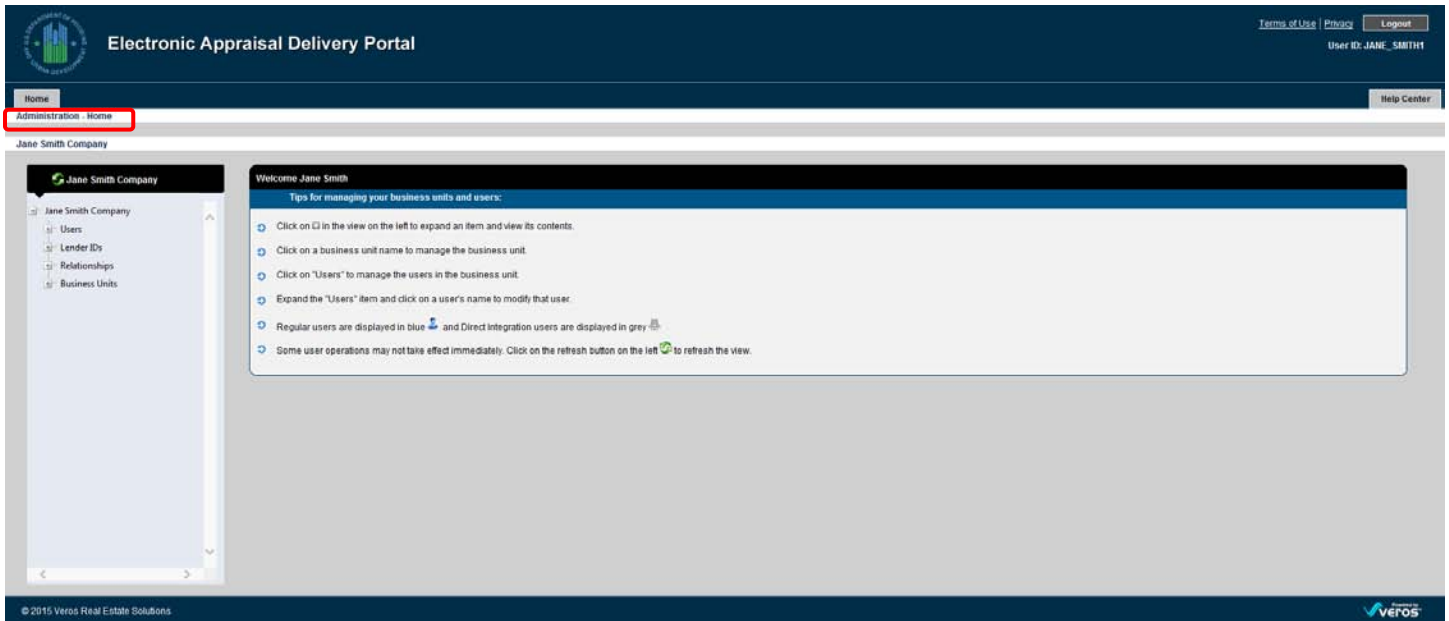 Terms of Use | Privacy Logout
Electronic Appraisal Delivery Portal
User ID: JANE_SMITH1
Home Help Center
Administration - Home
Jane Smith Company
Jane Smith Company
Jane Smith Company
Users
Lender IDs
Relationships
Business Units
Welcome Jane Smith
Tips for managing your business units and users:
Click on in the view on the left to expand an item and view its contents.
Click on a business unit name to manage the business unit.
Click on "Users" to manage the users in the business unit.
Expand the "Users" item and click on a user's name to modify that user.
Regular users are displayed in blue and Direct Integration users are displayed in grey
Some user operations may not take effect immediately. Click on the refresh button on the left to refresh the view.
© 2015 Veros Real Estate Solutions
Powered by
veros